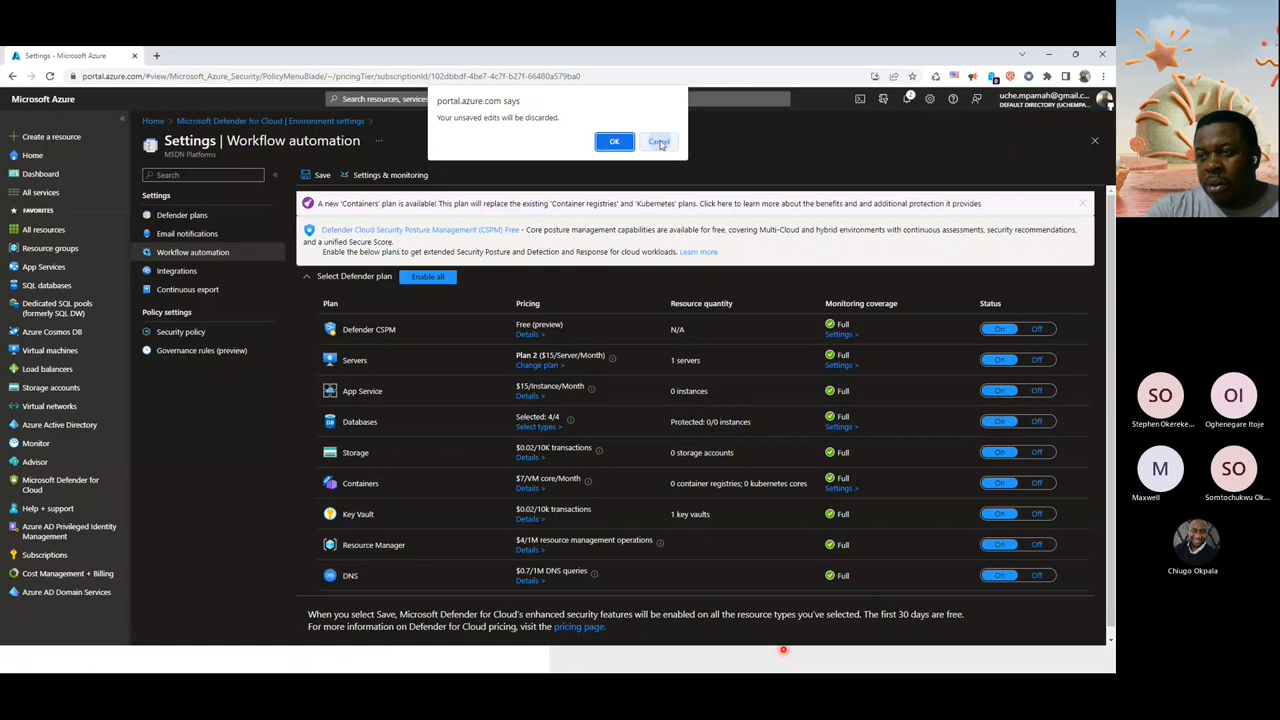 Settings - Microsoft Azure
portal.azure.com/#view/Microsoft_Azure_Security/PolicyMenuBlade/~/pricingTier/subscriptionId/102dbbdf-4be7-4c7f-b27f-66480a579ba0
portal.azure.com says
Your unsaved edits will be discarded.
OK
Cancel
Microsoft Azure
Search resources, services
2
uche.mpamah@gmail.c...
DEFAULT DIRECTORY (UCHEMPAM...
Home > Microsoft Defender for Cloud | Environment settings >
Settings | Workflow automation ...
MSDN Platforms
Create a resource
Home
Dashboard
All services
FAVORITES
All resources
Resource groups
App Services
SQL databases
Dedicated SQL pools
(formerly SQL DW)
Azure Cosmos DB
Virtual machines
Load balancers
Storage accounts
Virtual networks
Azure Active Directory
Monitor
Advisor
Microsoft Defender for
Cloud
Help + support
Azure AD Privileged Identity
Management
Subscriptions
Cost Management + Billing
Azure AD Domain Services
Search
Settings
Defender plans
Email notifications
Workflow automation
Integrations
Continuous export
Policy settings
Security policy
Governance rules (preview)
Save
Settings & monitoring
A new 'Containers' plan is available! This plan will replace the existing 'Container registries' and 'Kubernetes' plans. Click here to learn more about the benefits and and additional protection it provides
Defender Cloud Security Posture Management (CSPM) Free - Core posture management capabilities are available for free, covering Multi-Cloud and hybrid environments with continuous assessments, security recommendations,
and a unified Secure Score.
Enable the below plans to get extended Security Posture and Detection and Response for cloud workloads. Learn more.
Select Defender plan
Enable all
Plan Pricing Resource quantity Monitoring coverage Status
Defender CSPM Free (preview) Details > N/A Full Settings > On Off
Servers Plan 2 ($15/Server/Month) Change plan > 1 servers Full Settings > On Off
App Service $15/Instance/Month Details > 0 instances Full On Off
Databases Selected: 4/4 Select types > Protected: 0/0 instances Full Settings > On Off
Storage $0.02/10K transactions Details > 0 storage accounts Full On Off
Containers $7/VM core/Month Details > 0 container registries; 0 kubernetes cores Full Settings > On Off
Key Vault $0.02/10K transactions Details > 1 key vaults Full On Off
Resource Manager $4/1M resource management operations Details > Full On Off
DNS $0.7/1M DNS queries Details > Full On Off
When you select Save, Microsoft Defender for Cloud's enhanced security features will be enabled on all the resource types you've selected. The first 30 days are free.
For more information on Defender for Cloud pricing, visit the pricing page.
SO
Stephen Okereke...
OI
Oghenegare Itoje
M
Maxwell
SO
Somtochukwu Ok...
Chiugo Okpala